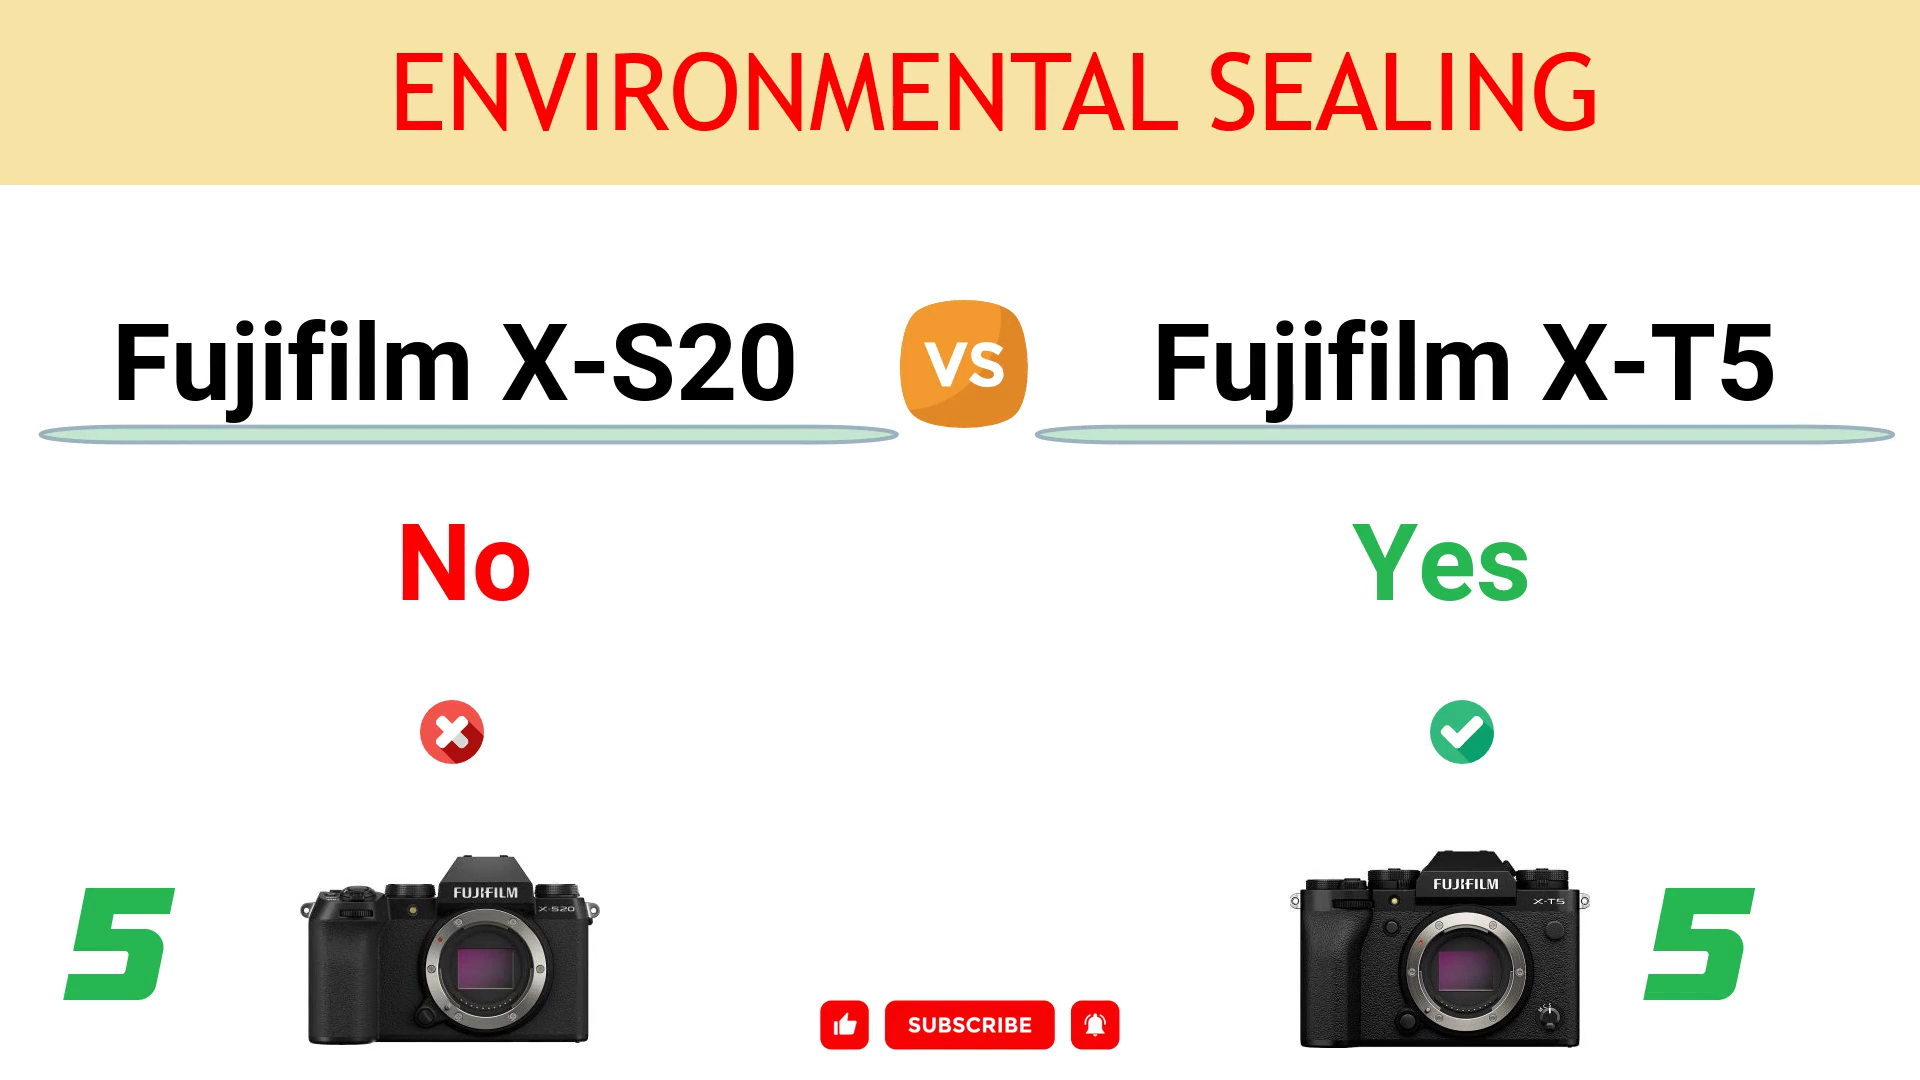 ENVIRONMENTAL SEALING
Fujifilm X-S20
VS
Fujifilm X-T5
No
Yes
5
FUJIFILM
X-S20
FUJIFILM
X-T5
5
SUBSCRIBE